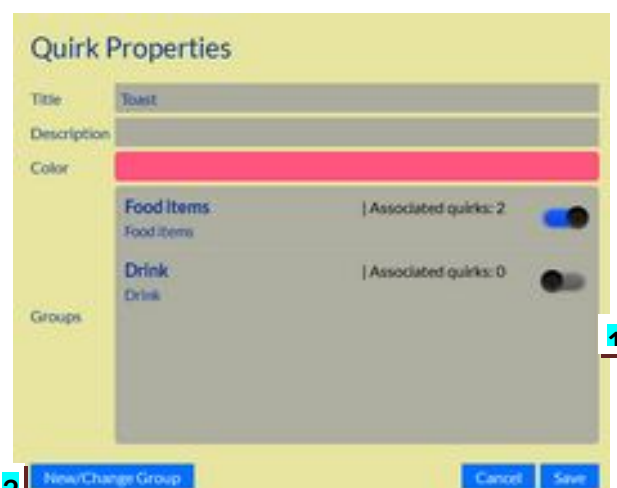 Quirk Properties
Title Toast
Description
Color
Food Items | Associated quirks: 2
Food items
Drink | Associated quirks: 0
Drink
Groups
1
2 New/Change Group Cancel Save